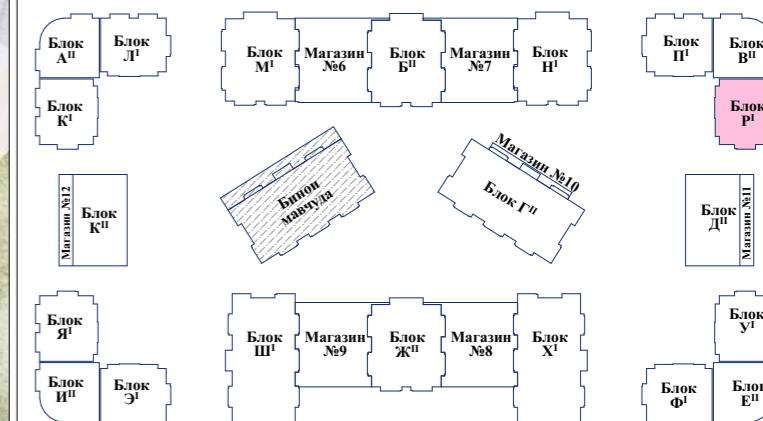 Блок
Аᴵᴵ
Блок
Лᴵ
Блок
Мᴵ
Магазин
№6
Блок
Бᴵᴵ
Магазин
№7
Блок
Нᴵ
Блок
Пᴵ
Блок
Вᴵᴵ
Блок
Кᴵ
Блок
Рᴵ
Магазин №12
Блок
Кᴵᴵ
Бинои
мавчуда
Магазин №10
Блок Гᴵᴵ
Блок
Дᴵᴵ
Магазин №11
Блок
Яᴵ
Блок
Шᴵ
Магазин
№9
Блок
Жᴵᴵ
Магазин
№8
Блок
Хᴵ
Блок
Уᴵ
Блок
Иᴵᴵ
Блок
Эᴵ
Блок
Фᴵ
Блок
Еᴵᴵ